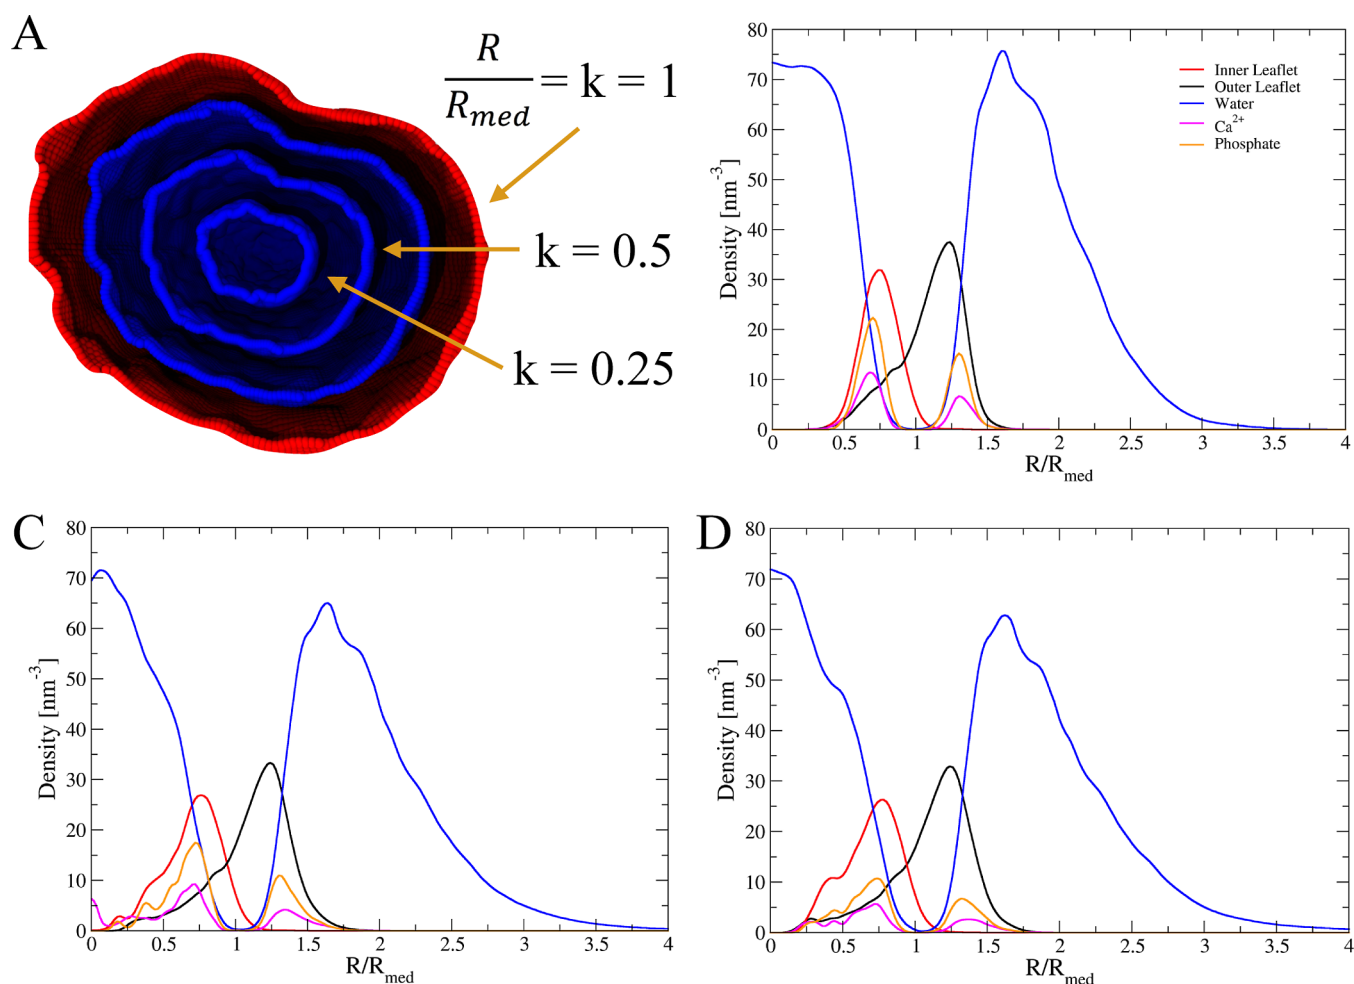 A
R/R_med = k = 1
k = 0.5
k = 0.25
80
70
60
50
40
30
20
10
0
Density [nm⁻³]
Inner Leaflet
Outer Leaflet
Water
Ca²⁺
Phosphate
0 0.5 1 1.5 2 2.5 3 3.5 4
R/R_med
C
80
70
60
50
40
30
20
10
0
Density [nm⁻³]
0 0.5 1 1.5 2 2.5 3 3.5 4
R/R_med
D
80
70
60
50
40
30
20
10
0
Density [nm⁻³]
0 0.5 1 1.5 2 2.5 3 3.5 4
R/R_med